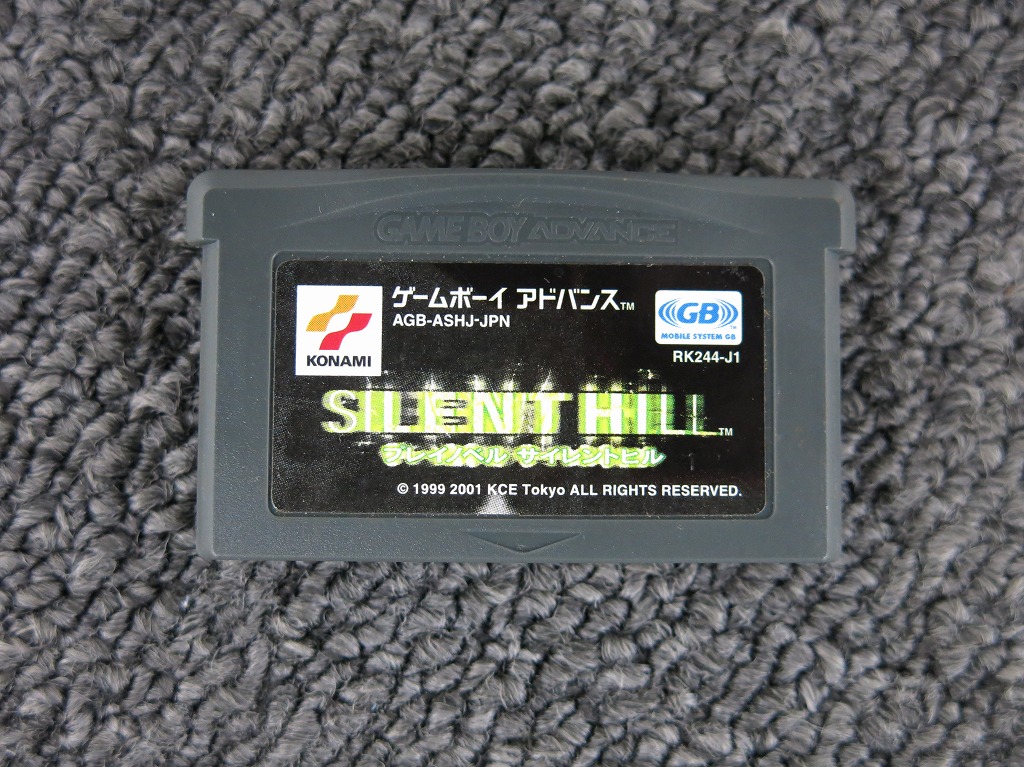 GAME BOY ADVANCE
KONAMI
ゲームボーイ アドバンス™
AGB-ASHJ-JPN
GB™
MOBILE SYSTEM GB
RK244-J1
SILENT HILL™
プレイノベル サイレントヒル
© 1999 2001 KCE Tokyo ALL RIGHTS RESERVED.